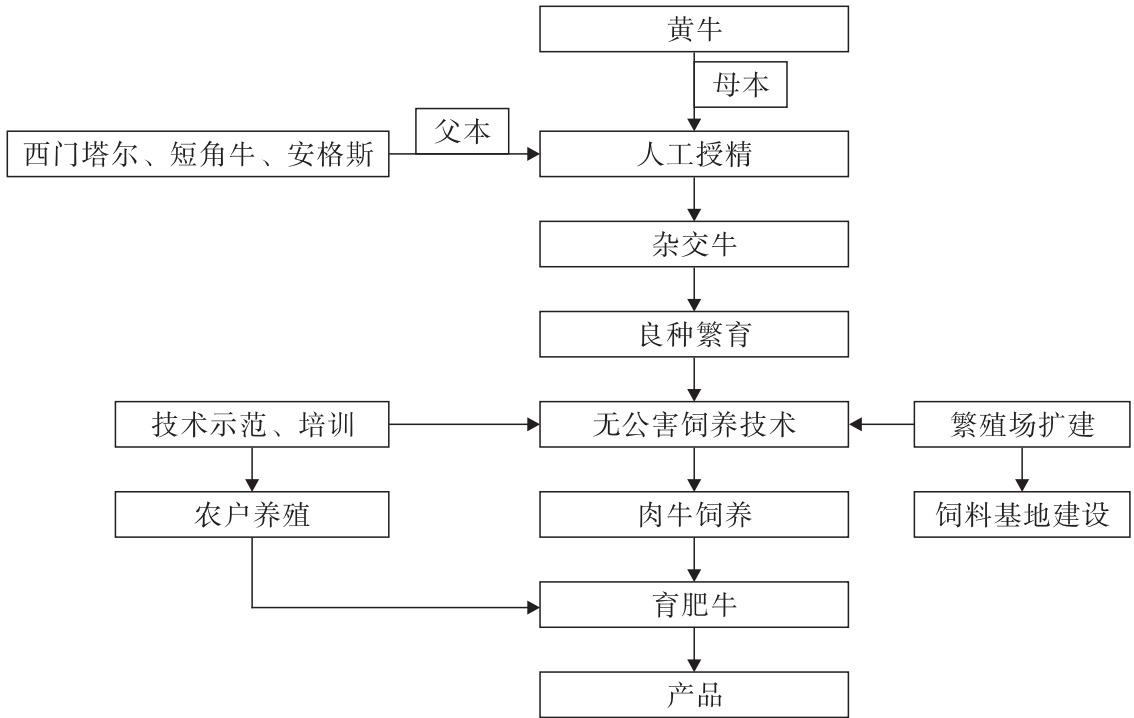 黄牛
母本
父本
西门塔尔、短角牛、安格斯
人工授精
杂交牛
良种繁育
技术示范、培训
无公害饲养技术
繁殖场扩建
农户养殖
肉牛饲养
饲料基地建设
育肥牛
产品